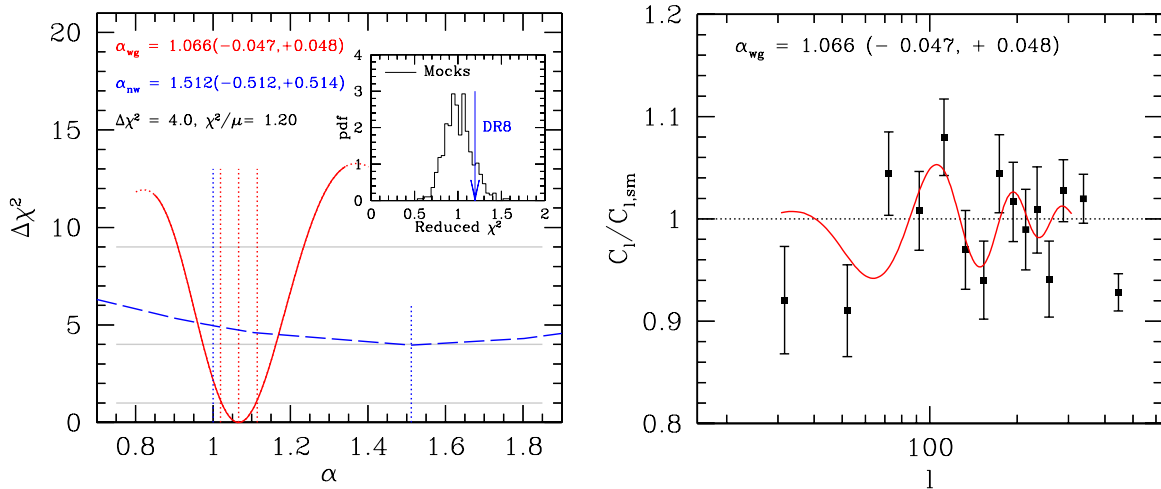 α_wg = 1.066(−0.047,+0.048)
α_nw = 1.512(−0.512,+0.514)
Δχ² = 4.0, χ²/μ= 1.20
Δχ²
20
15
10
5
0
0.8 1 1.2 1.4 1.6 1.8
α
Mocks
DR8
pdf
4
3
2
1
0
0 0.5 1 1.5 2
Reduced χ²
α_wg = 1.066 (− 0.047, + 0.048)
C_l/C_l,sm
1.2
1.1
1
0.9
0.8
100
l